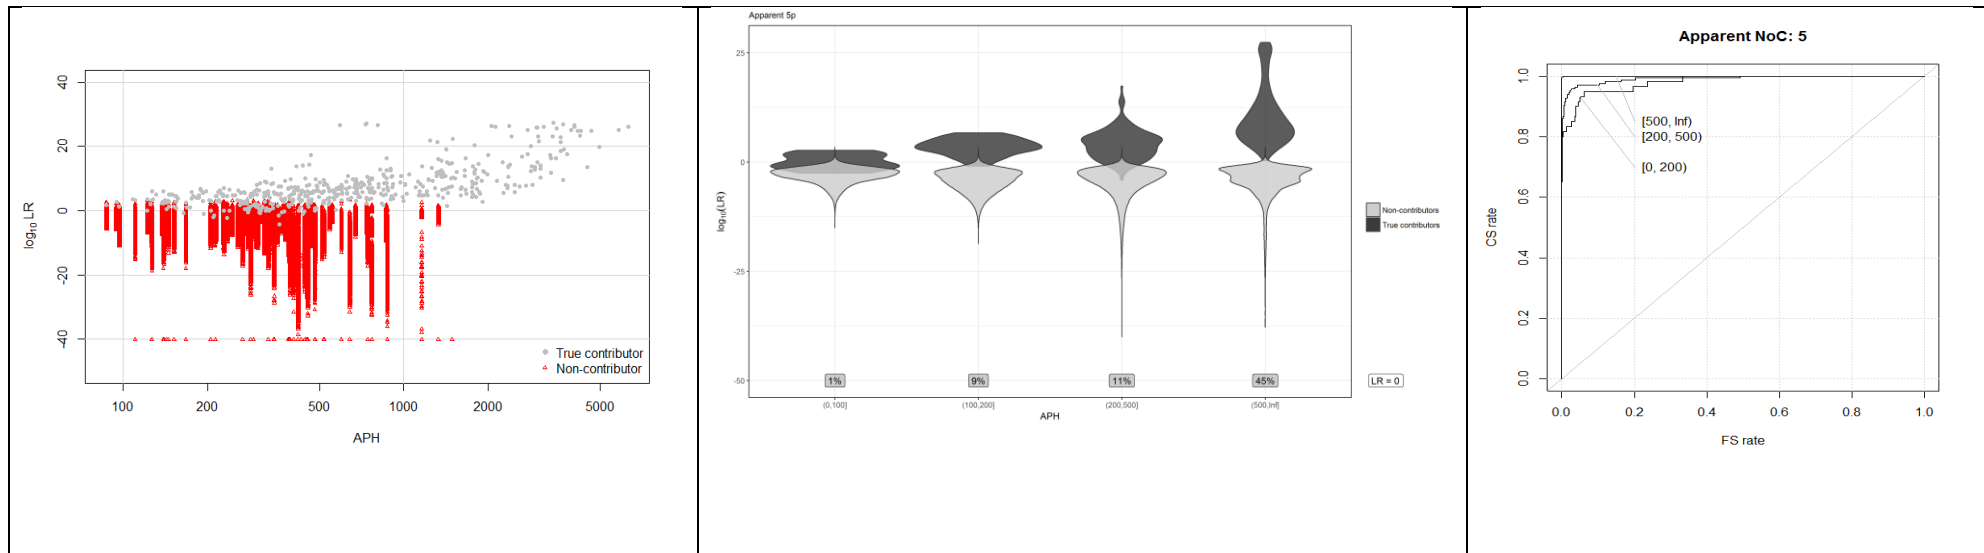 40
20
0
-20
-40
log10 LR
True contributor
Non-contributor
100 200 500 1000 2000 5000
APH
Apparent 5p
25
0
-25
-50
log10(LR)
1% 9% 11% 45%
LR = 0
(0,100] (100,200] (200,500] (500,Inf]
APH
Non-contributors
True contributors
Apparent NoC: 5
1.0
0.8
0.6
0.4
0.2
0.0
CS rate
[500, Inf)
[200, 500)
[0, 200)
0.0 0.2 0.4 0.6 0.8 1.0
FS rate